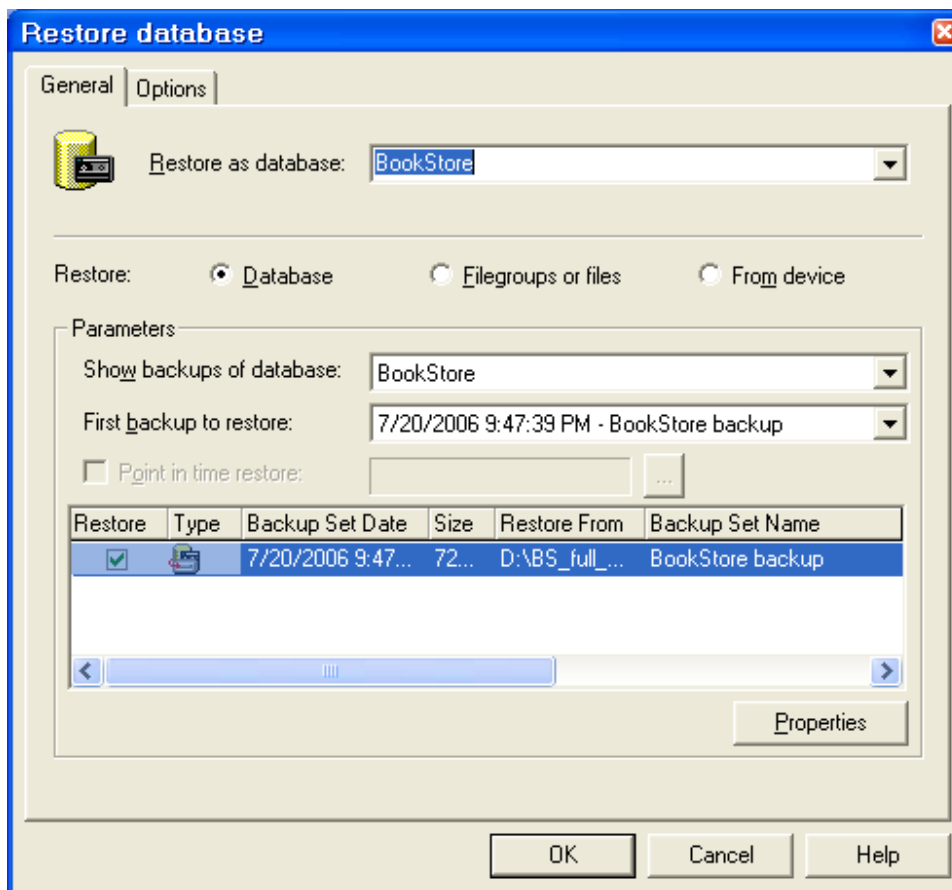 Restore database
General Options
Restore as database: BookStore
Restore: Database Filegroups or files From device
Parameters
Show backups of database: BookStore
First backup to restore: 7/20/2006 9:47:39 PM - BookStore backup
Point in time restore: ...
Restore Type Backup Set Date Size Restore From Backup Set Name
7/20/2006 9:47... 72... D:\BS_full_... BookStore backup
Properties
OK Cancel Help